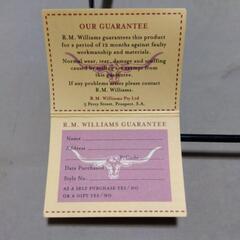 OUR GUARANTEE
R.M. Williams guarantees this product
for a period of 12 months against faulty
workmanship and materials.
Normal wear, tear, damage and scuffing
caused by misuse are exempt from
this guarantee.
If any problems arise please contact
R.M. Williams.
R.M. Williams Pty Ltd
5 Percy Street, Prospect. S.A.
R.M. WILLIAMS GUARANTEE
Name
Address
P/Code
Date Purchased
Style No.
AS A SELF PURCHASE YES / NO
OR A GIFT YES / NO